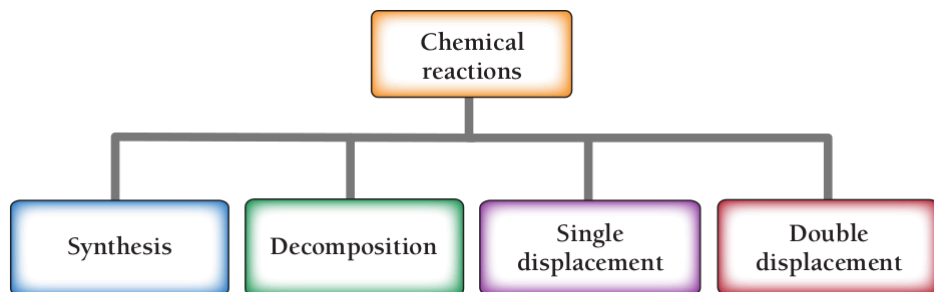 Chemical
reactions
Synthesis
Decomposition
Single
displacement
Double
displacement